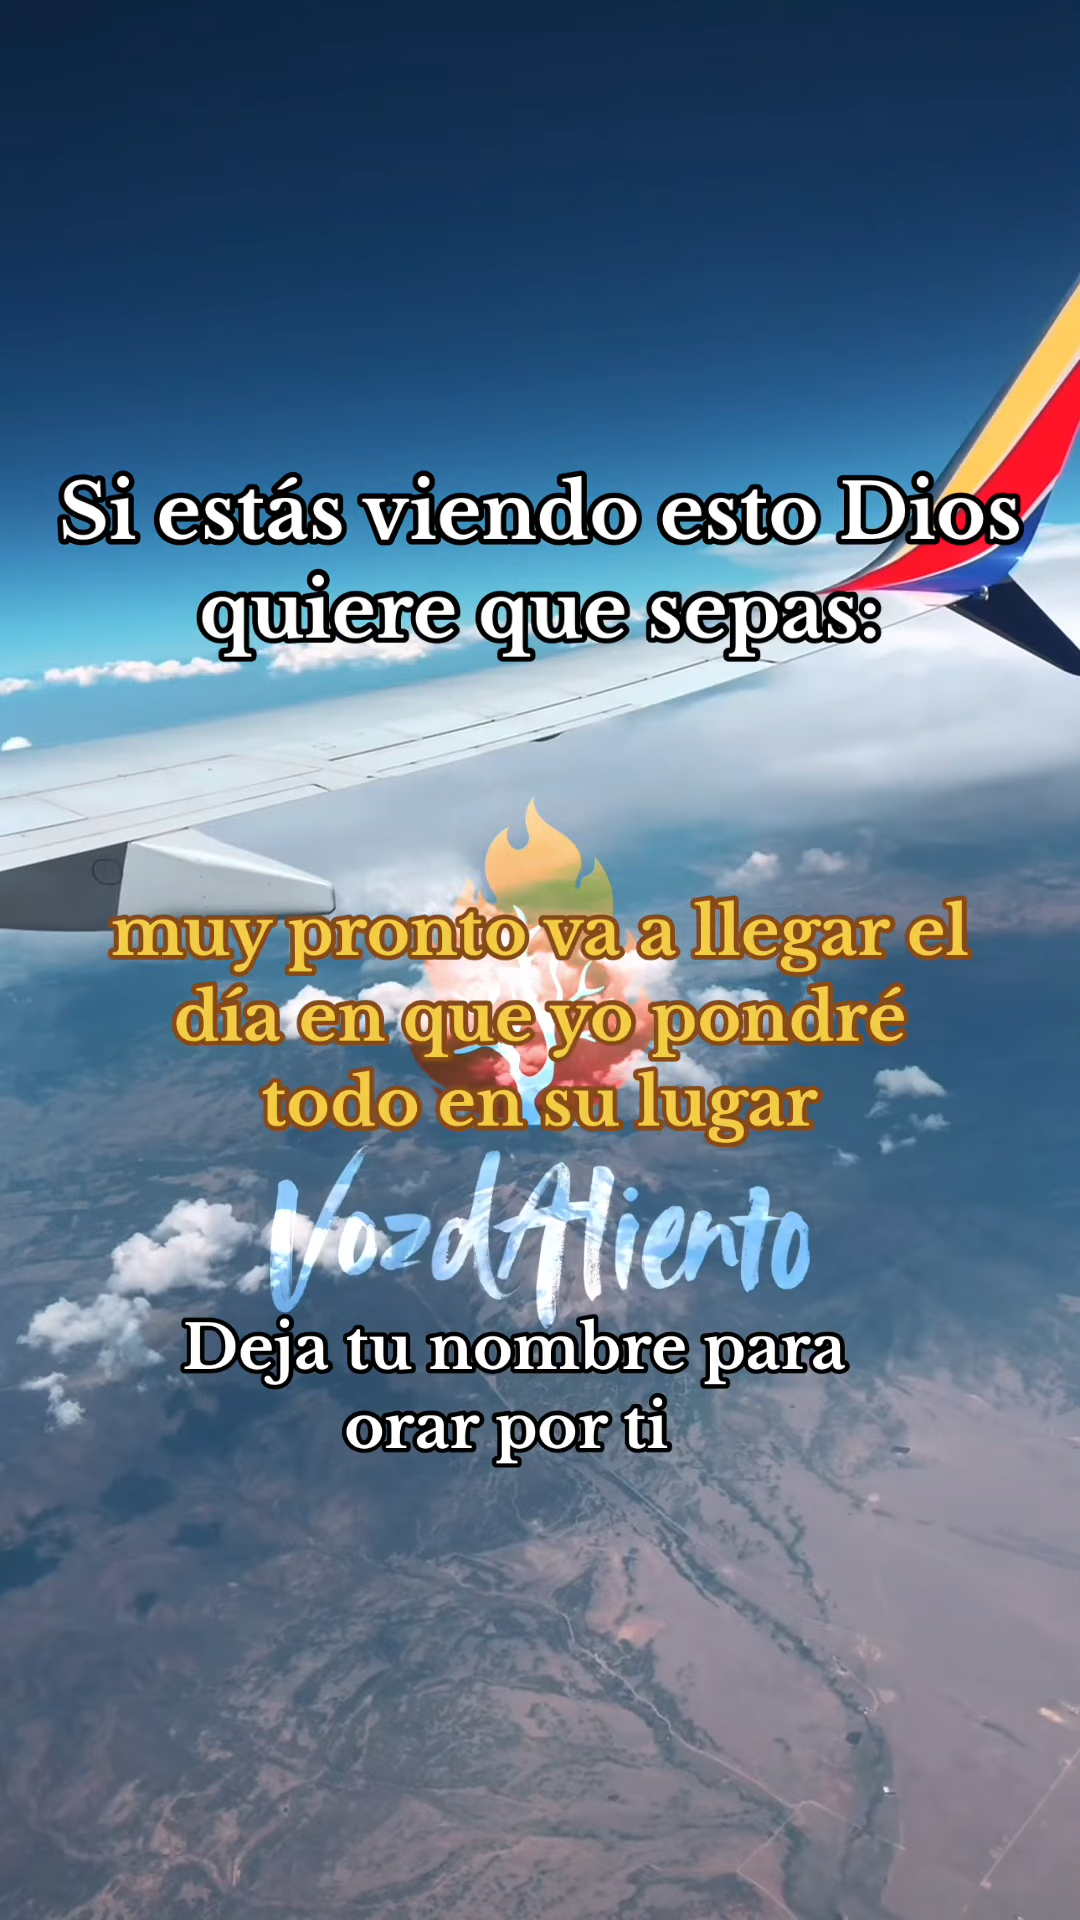 Si estás viendo esto Dios
quiere que sepas:
muy pronto va a llegar el
día en que yo pondré
todo en su lugar
VozdAliento
Deja tu nombre para
orar por ti